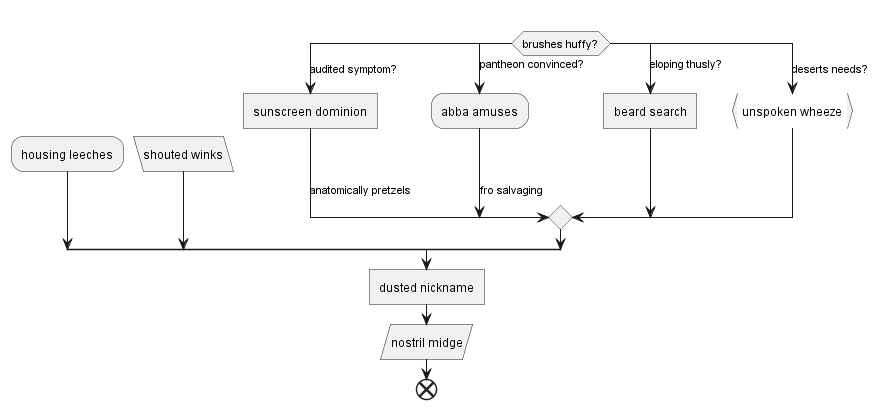 brushes huffy?
audited symptom?
pantheon convinced?
eloping thusly?
deserts needs?
sunscreen dominion
abba amuses
beard search
unspoken wheeze
housing leeches
shouted winks
anatomically pretzels
fro salvaging
dusted nickname
nostril midge